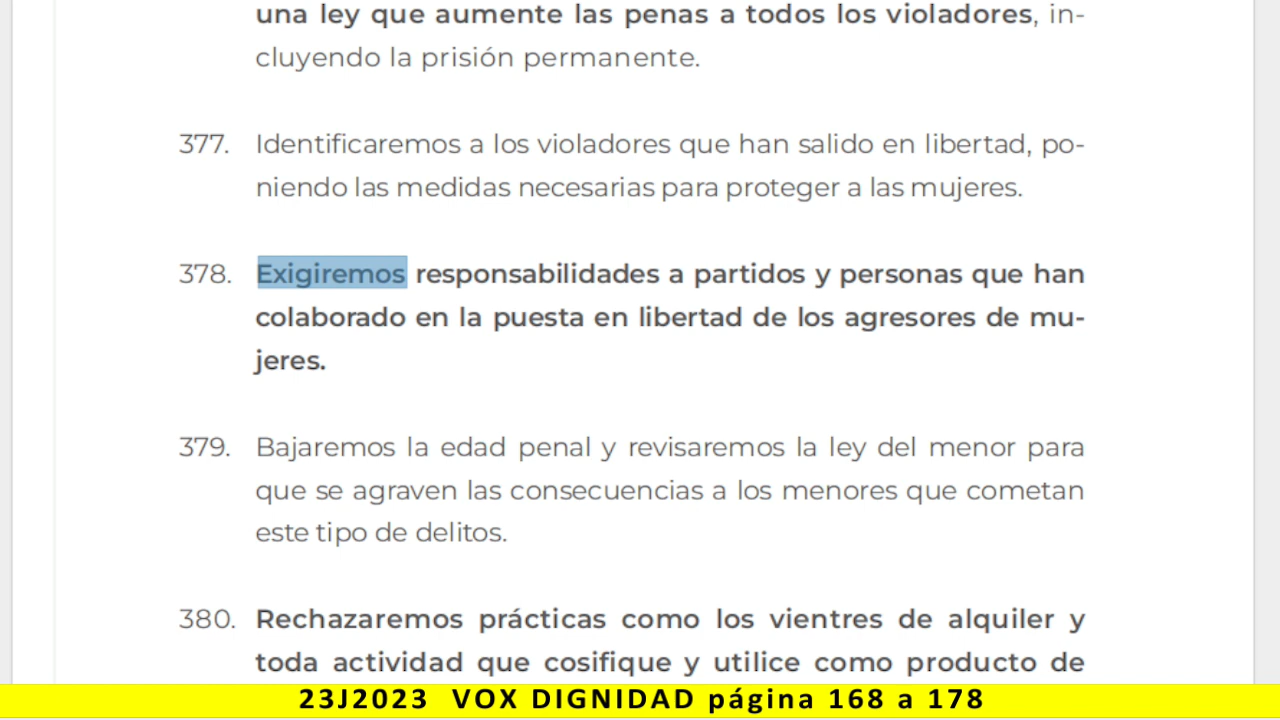 una ley que aumente las penas a todos los violadores, in-
cluyendo la prisión permanente.
377. Identificaremos a los violadores que han salido en libertad, po-
niendo las medidas necesarias para proteger a las mujeres.
378. Exigiremos responsabilidades a partidos y personas que han
colaborado en la puesta en libertad de los agresores de mu-
jeres.
379. Bajaremos la edad penal y revisaremos la ley del menor para
que se agraven las consecuencias a los menores que cometan
este tipo de delitos.
380. Rechazaremos prácticas como los vientres de alquiler y
toda actividad que cosifique y utilice como producto de
23J2023 VOX DIGNIDAD página 168 a 178